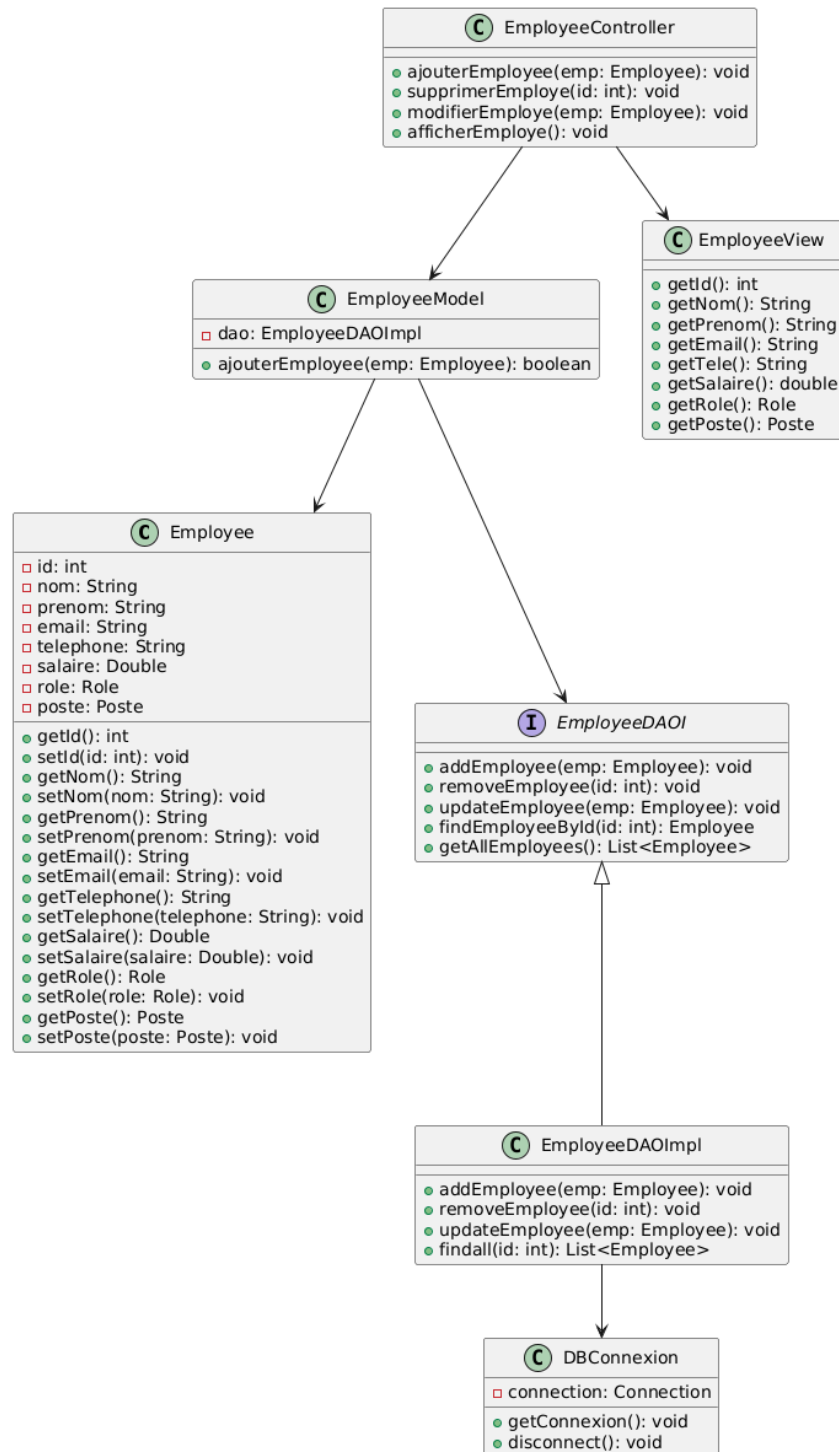 C EmployeeController
ajouterEmployee(emp: Employee): void
supprimerEmploye(id: int): void
modifierEmploye(emp: Employee): void
afficherEmploye(): void
C EmployeeView
getId(): int
getNom(): String
getPrenom(): String
getEmail(): String
getTele(): String
getSalaire(): double
getRole(): Role
getPoste(): Poste
C EmployeeModel
dao: EmployeeDAOImpl
ajouterEmployee(emp: Employee): boolean
C Employee
id: int
nom: String
prenom: String
email: String
telephone: String
salaire: Double
role: Role
poste: Poste
getId(): int
setId(id: int): void
getNom(): String
setNom(nom: String): void
getPrenom(): String
setPrenom(prenom: String): void
getEmail(): String
setEmail(email: String): void
getTelephone(): String
setTelephone(telephone: String): void
getSalaire(): Double
setSalaire(salaire: Double): void
getRole(): Role
setRole(role: Role): void
getPoste(): Poste
setPoste(poste: Poste): void
I EmployeeDAOI
addEmployee(emp: Employee): void
removeEmployee(id: int): void
updateEmployee(emp: Employee): void
findEmployeeById(id: int): Employee
getAllEmployees(): List<Employee>
C EmployeeDAOImpl
addEmployee(emp: Employee): void
removeEmployee(id: int): void
updateEmployee(emp: Employee): void
findall(id: int): List<Employee>
C DBConnexion
connection: Connection
getConnexion(): void
disconnect(): void